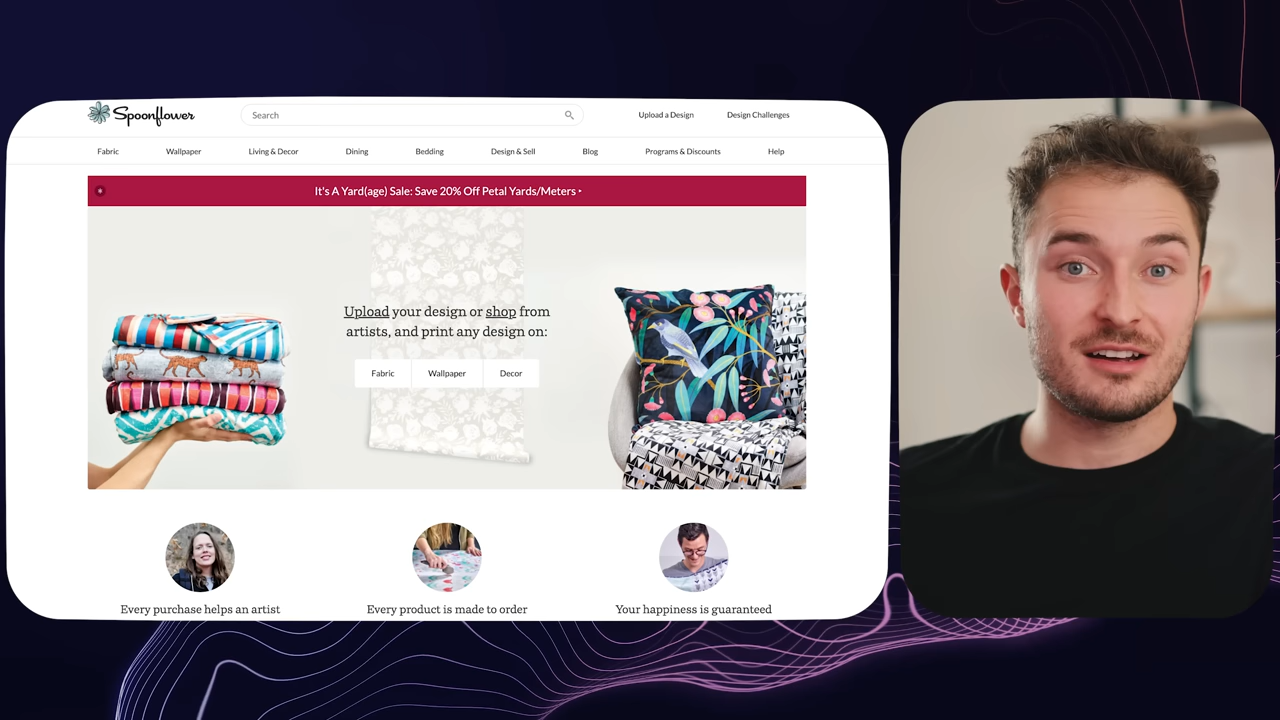 Spoonflower
Search
Upload a Design
Design Challenges
Fabric
Wallpaper
Living & Decor
Dining
Bedding
Design & Sell
Blog
Programs & Discounts
Help
It's A Yard(age) Sale: Save 20% Off Petal Yards/Meters •
Upload your design or shop from
artists, and print any design on:
Fabric
Wallpaper
Decor
Every purchase helps an artist
Every product is made to order
Your happiness is guaranteed